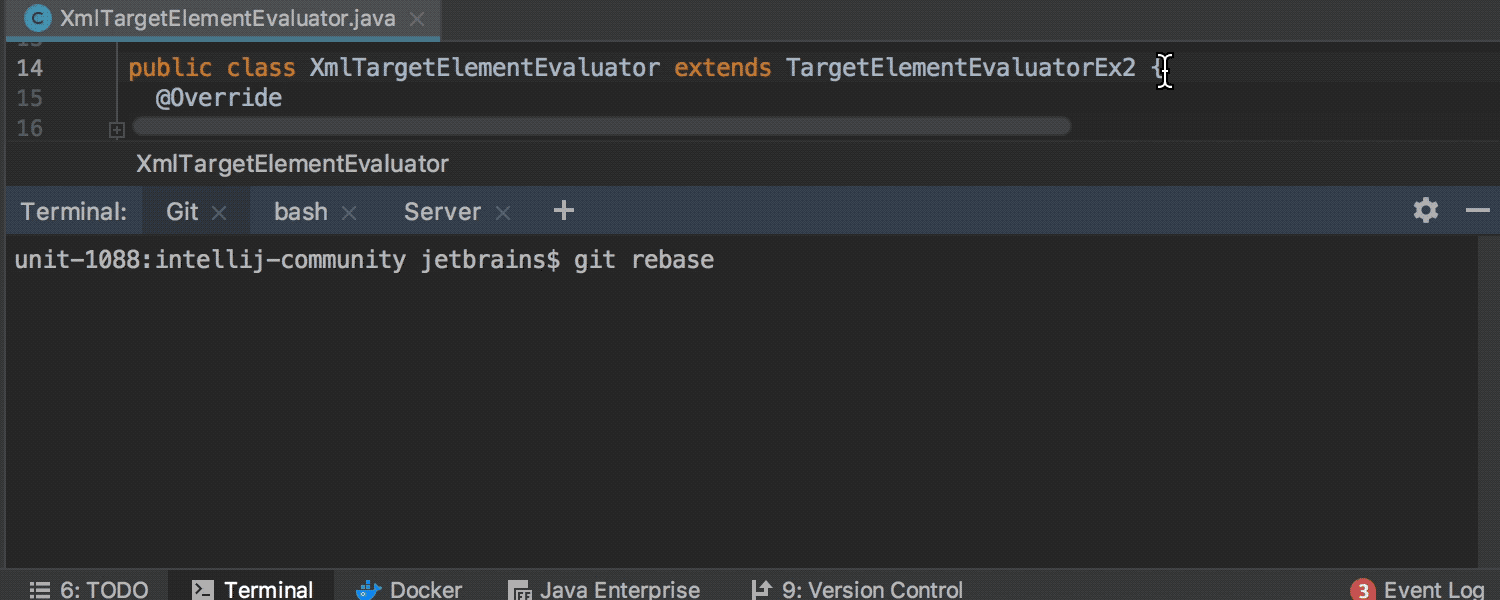 C XmlTargetElementEvaluator.java
14 public class XmlTargetElementEvaluator extends TargetElementEvaluatorEx2 {
15 @Override
16
XmlTargetElementEvaluator
Terminal: Git bash Server
unit-1088:intellij-community jetbrains$ git rebase
6: TODO Terminal Docker Java Enterprise 9: Version Control 3 Event Log